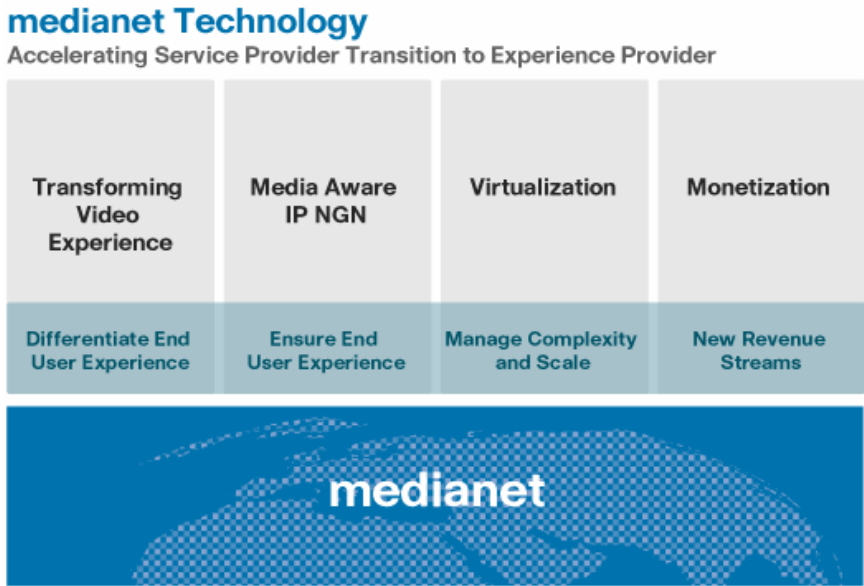 medianet Technology
Accelerating Service Provider Transition to Experience Provider
Transforming
Video
Experience
Media Aware
IP NGN
Virtualization
Monetization
Differentiate End
User Experience
Ensure End
User Experience
Manage Complexity
and Scale
New Revenue
Streams
medianet